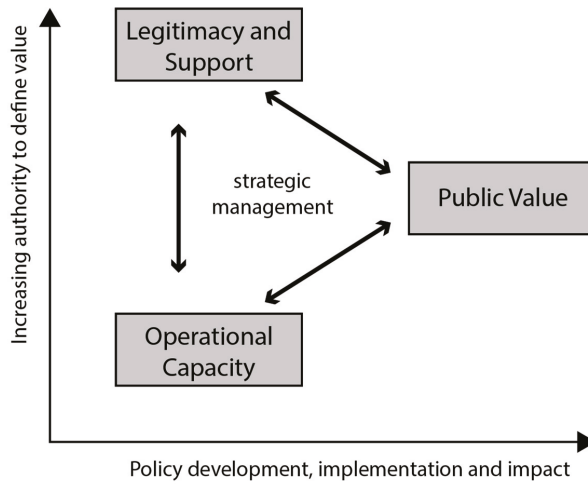 Increasing authority to define value
Legitimacy and
Support
strategic
management
Public Value
Operational
Capacity
Policy development, implementation and impact